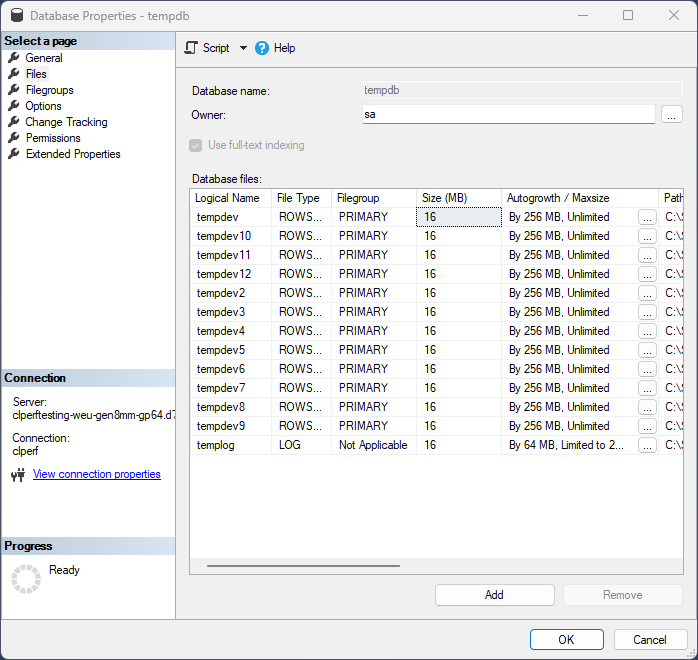 Database Properties - tempdb
Select a page
General
Files
Filegroups
Options
Change Tracking
Permissions
Extended Properties
Connection
Server:
clperftesting-weu-gen8mm-gp64.d7
Connection:
clperf
View connection properties
Progress
Ready
Script Help
Database name: tempdb
Owner: sa ...
Use full-text indexing
Database files:
Logical Name File Type Filegroup Size (MB) Autogrowth / Maxsize Path
tempdev ROWS... PRIMARY 16 By 256 MB, Unlimited ... C:\S
tempdev10 ROWS... PRIMARY 16 By 256 MB, Unlimited ... C:\S
tempdev11 ROWS... PRIMARY 16 By 256 MB, Unlimited ... C:\S
tempdev12 ROWS... PRIMARY 16 By 256 MB, Unlimited ... C:\S
tempdev2 ROWS... PRIMARY 16 By 256 MB, Unlimited ... C:\S
tempdev3 ROWS... PRIMARY 16 By 256 MB, Unlimited ... C:\S
tempdev4 ROWS... PRIMARY 16 By 256 MB, Unlimited ... C:\S
tempdev5 ROWS... PRIMARY 16 By 256 MB, Unlimited ... C:\S
tempdev6 ROWS... PRIMARY 16 By 256 MB, Unlimited ... C:\S
tempdev7 ROWS... PRIMARY 16 By 256 MB, Unlimited ... C:\S
tempdev8 ROWS... PRIMARY 16 By 256 MB, Unlimited ... C:\S
tempdev9 ROWS... PRIMARY 16 By 256 MB, Unlimited ... C:\S
templog LOG Not Applicable 16 By 64 MB, Limited to 2... ... C:\S
Add Remove
OK Cancel